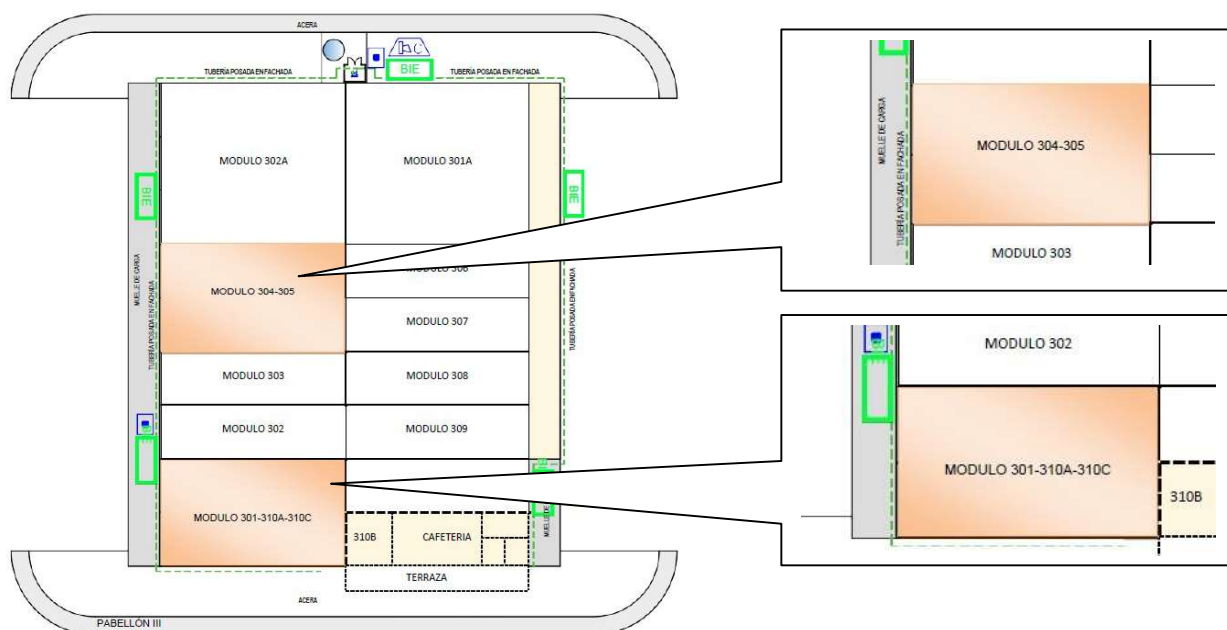 ACERA
TUBERÍA POSADA EN FACHADA
BIE
TUBERÍA POSADA EN FACHADA
MODULO 302A
MODULO 301A
BIE
BIE
MUELLE DE CARGA
TUBERÍA POSADA EN FACHADA
MODULO 304-305
MODULO 307
TUBERÍA POSADA EN FACHADA
MODULO 303
MODULO 308
MODULO 302
MODULO 309
MODULO 301-310A-310C
MUELLE DE
310B
CAFETERIA
TERRAZA
ACERA
PABELLÓN III
MUELLE DE CARGA
TUBERÍA POSADA EN FACHADA
MODULO 304-305
MODULO 303
MODULO 302
MODULO 301-310A-310C
310B